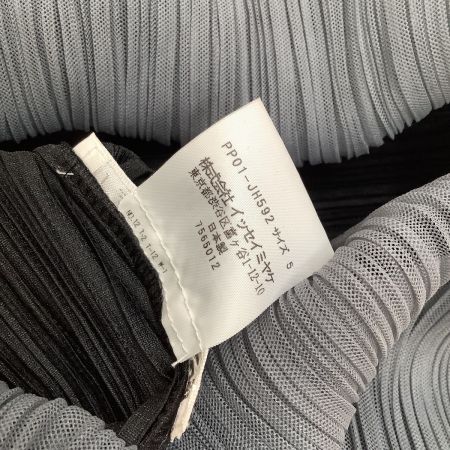 PP01-JH592 サイズ 5
株式会社 イッセイミヤケ
東京都渋谷区富ヶ谷1-12-10
日本製
7565012